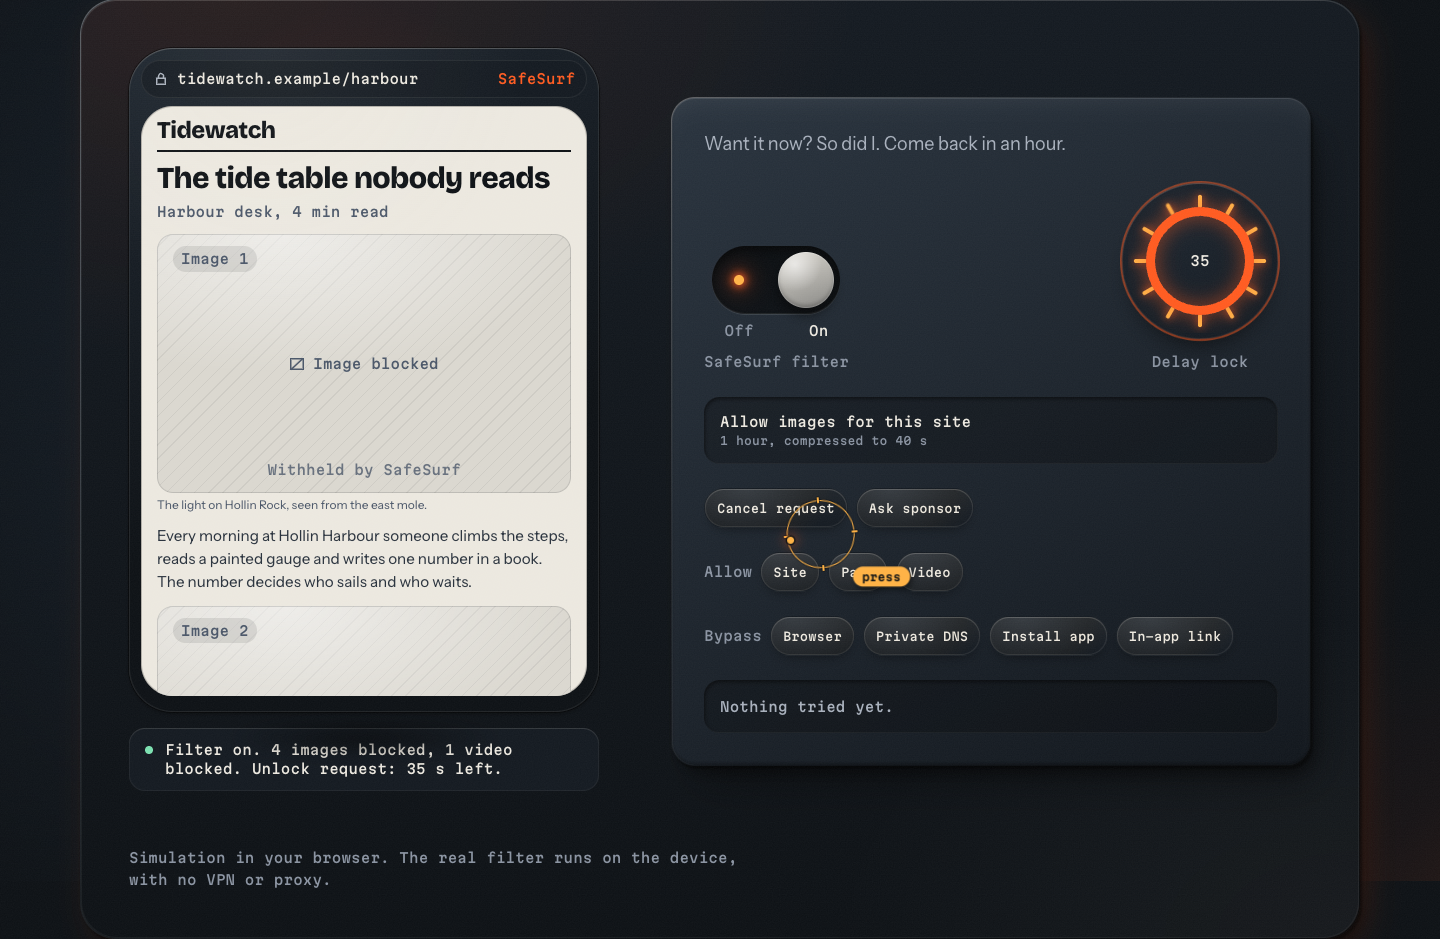 tidewatch.example/harbour SafeSurf
Tidewatch
The tide table nobody reads
Harbour desk, 4 min read
Image 1
Image blocked
Withheld by SafeSurf
The light on Hollin Rock, seen from the east mole.
Every morning at Hollin Harbour someone climbs the steps,
reads a painted gauge and writes one number in a book.
The number decides who sails and who waits.
Image 2
Filter on. 4 images blocked, 1 video
blocked. Unlock request: 35 s left.
Want it now? So did I. Come back in an hour.
35
Off On
SafeSurf filter
Delay lock
Allow images for this site
1 hour, compressed to 40 s
Cancel request Ask sponsor
Allow Site Video
press
Bypass Browser Private DNS Install app In-app link
Nothing tried yet.
Simulation in your browser. The real filter runs on the device,
with no VPN or proxy.